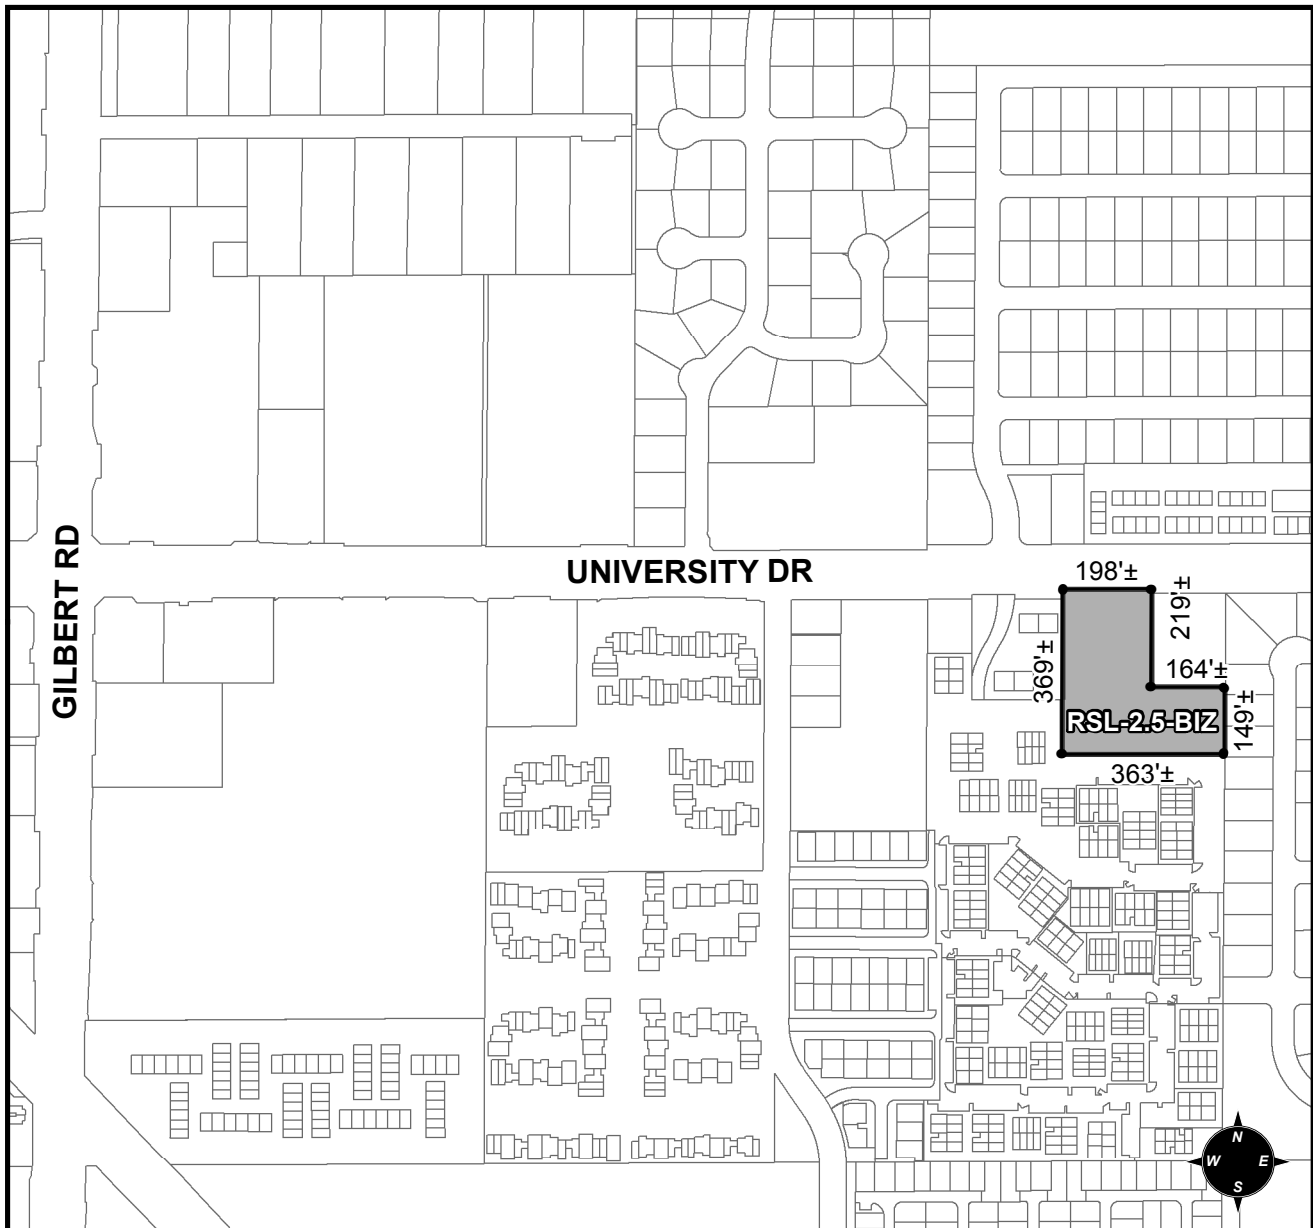 UNIVERSITY DR
GILBERT RD
198'±
219'±
369'±
164'±
RSL-2.5-BIZ
149'±
363'±
N
W E
S